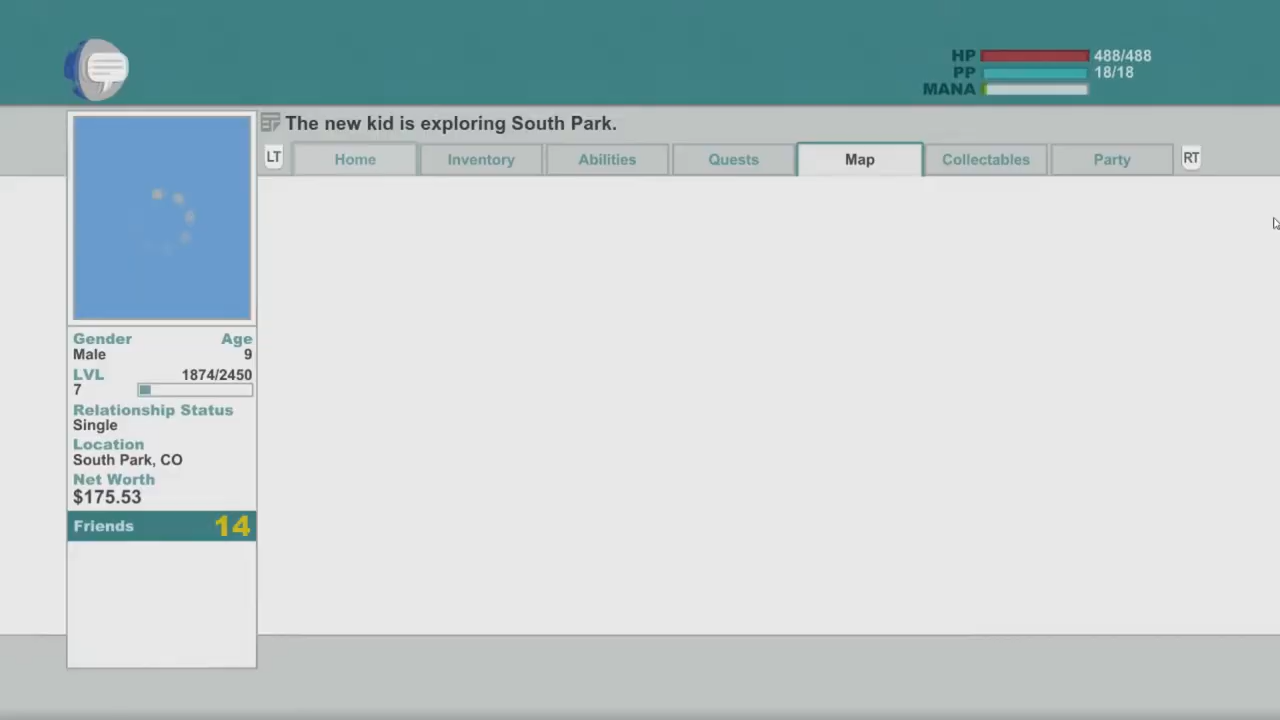 HP 488/488
PP 18/18
MANA
The new kid is exploring South Park.
LT Home Inventory Abilities Quests Map Collectables Party RT
Gender Age
Male 9
LVL 1874/2450
7
Relationship Status
Single
Location
South Park, CO
Net Worth
$175.53
Friends 14